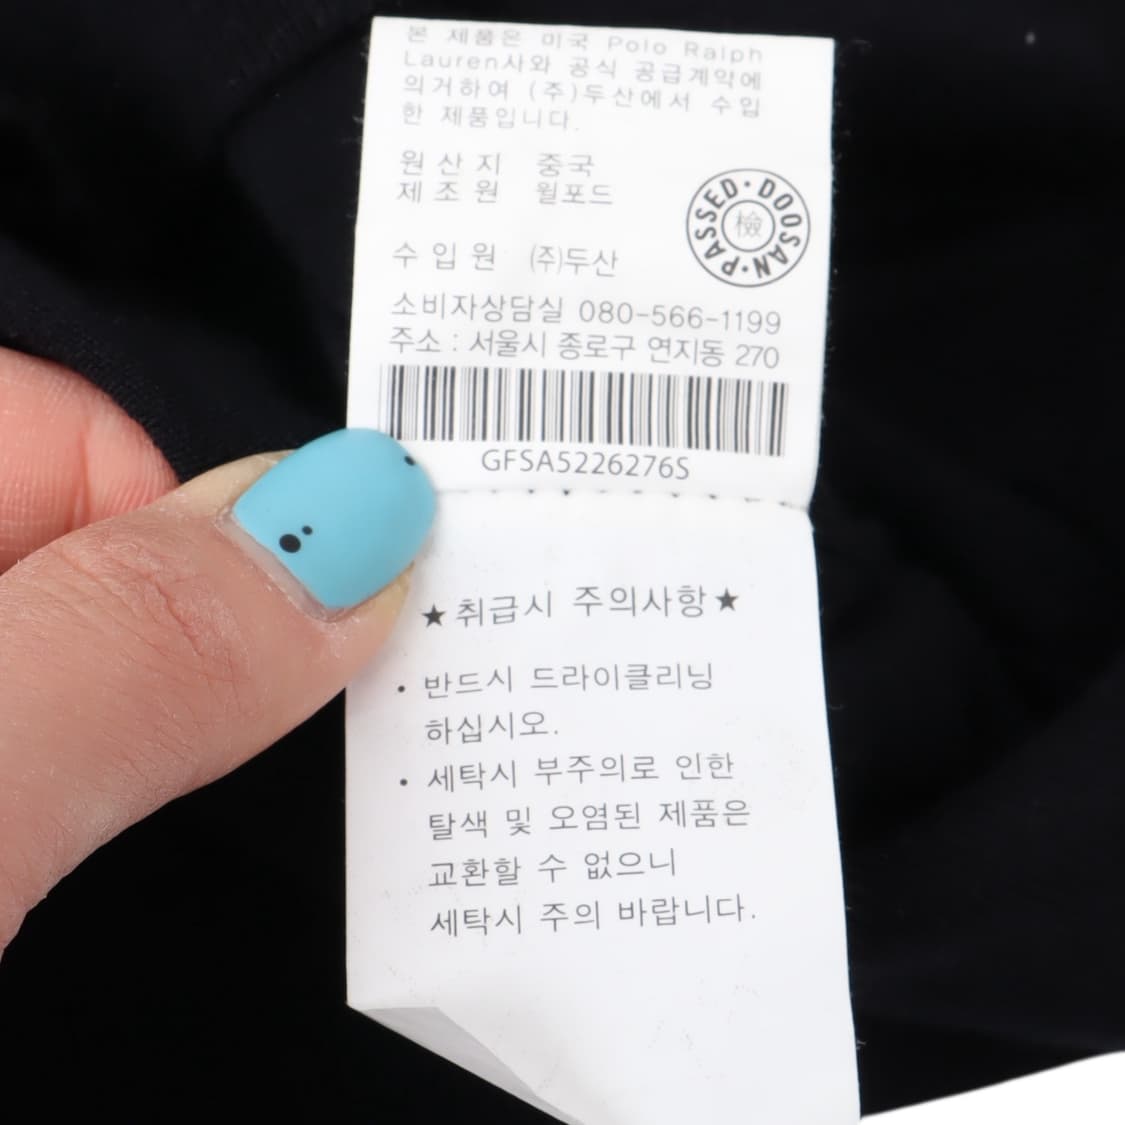 본 제품은 미국 Polo Ralph
Lauren사와 공식 공급계약에
의거하여 (주)두산에서 수입
한 제품입니다.
원 산 지 중국
제 조 원 윌포드
PASSED·DOOSAN·
檢
수 입 원 (주)두산
소비자상담실 080-566-1199
주소 : 서울시 종로구 연지동 270
GFSA5226276S
★취급시 주의사항★
• 반드시 드라이클리닝
하십시오.
• 세탁시 부주의로 인한
탈색 및 오염된 제품은
교환할 수 없으니
세탁시 주의 바랍니다.